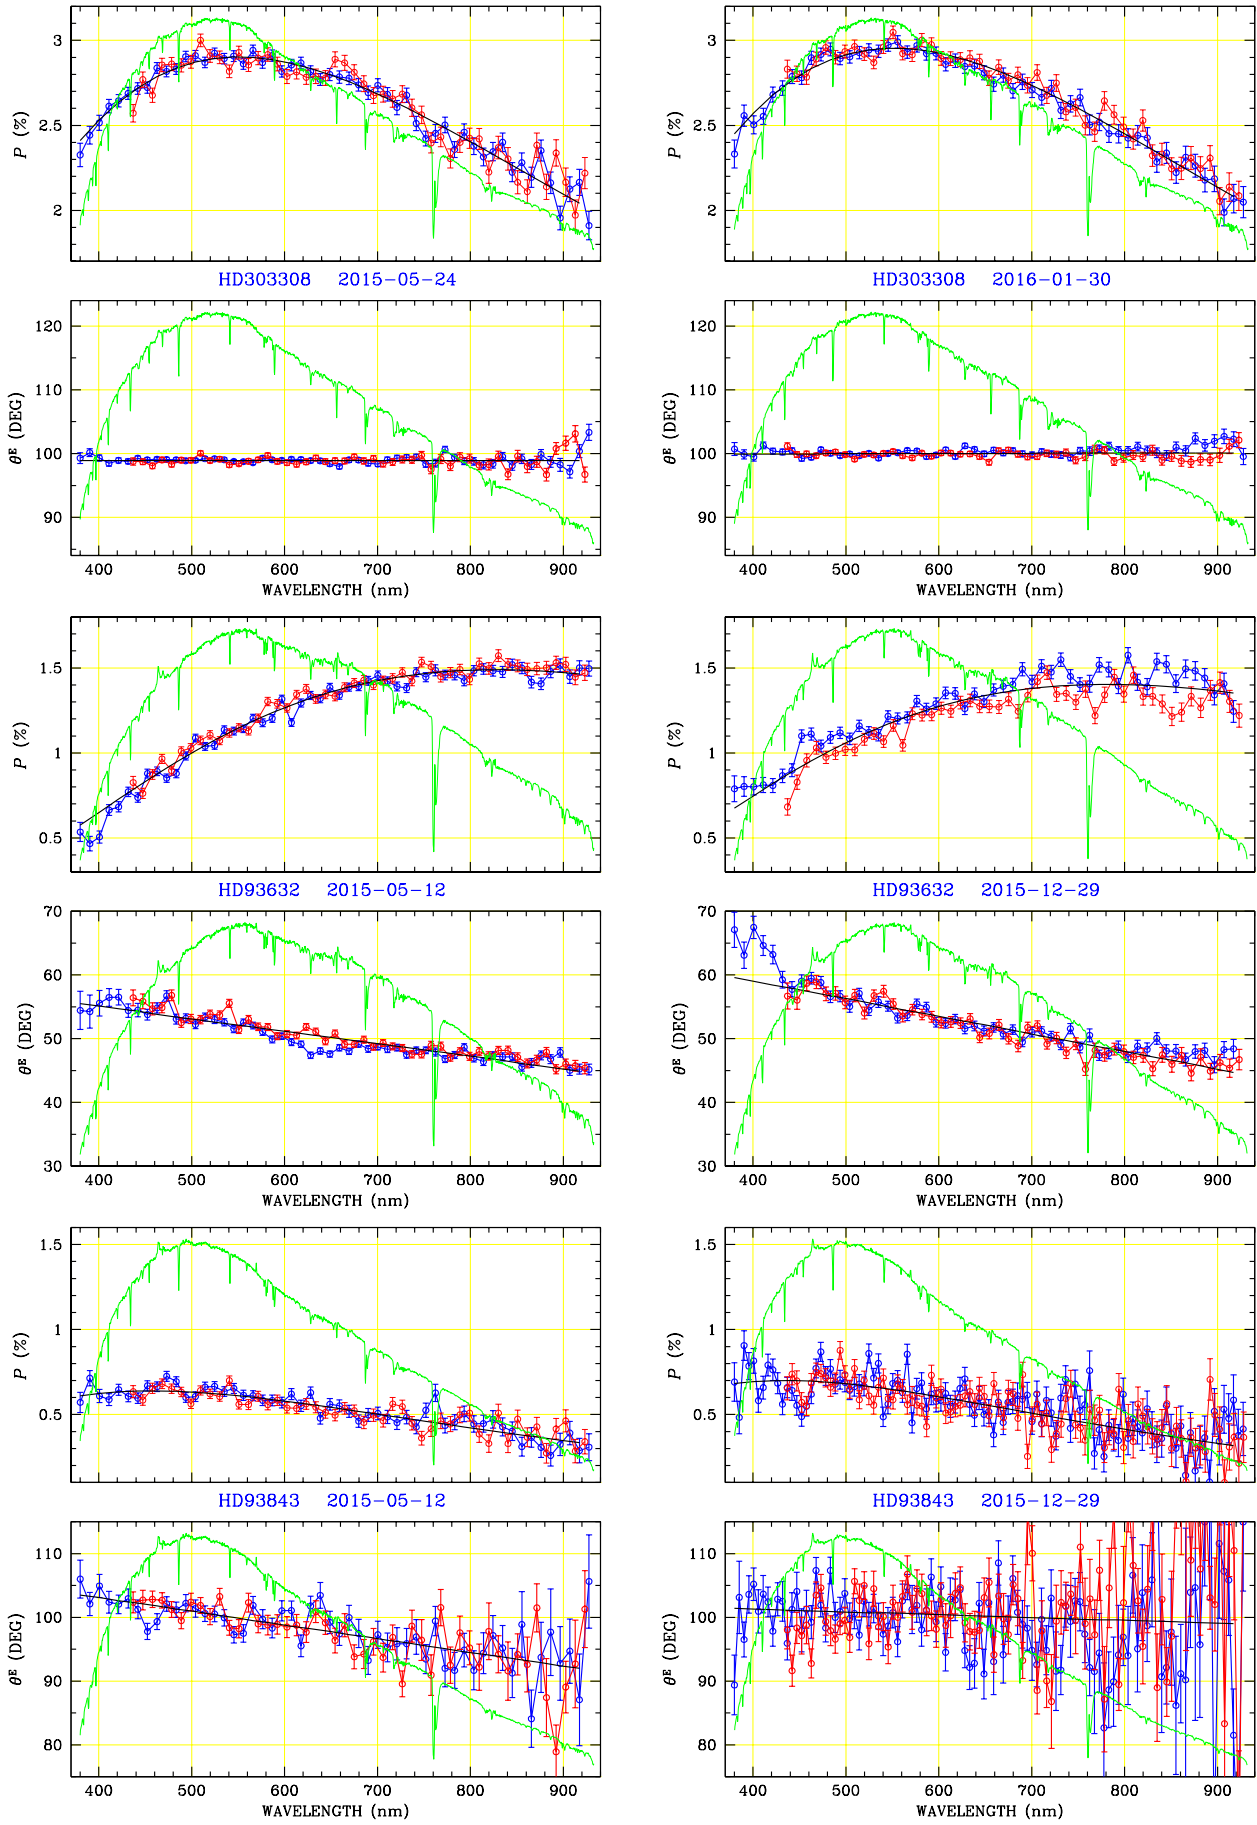 3
2.5
2
P (%)
3
2.5
2
P (%)
HD303308 2015-05-24
HD303308 2016-01-30
120
110
100
90
θᴱ (DEG)
400 500 600 700 800 900
WAVELENGTH (nm)
120
110
100
90
θᴱ (DEG)
400 500 600 700 800 900
WAVELENGTH (nm)
1.5
1
0.5
P (%)
1.5
1
0.5
P (%)
HD93632 2015-05-12
HD93632 2015-12-29
70
60
50
40
30
θᴱ (DEG)
400 500 600 700 800 900
WAVELENGTH (nm)
70
60
50
40
30
θᴱ (DEG)
400 500 600 700 800 900
WAVELENGTH (nm)
1.5
1
0.5
P (%)
1.5
1
0.5
P (%)
HD93843 2015-05-12
HD93843 2015-12-29
110
100
90
80
θᴱ (DEG)
400 500 600 700 800 900
WAVELENGTH (nm)
110
100
90
80
θᴱ (DEG)
400 500 600 700 800 900
WAVELENGTH (nm)